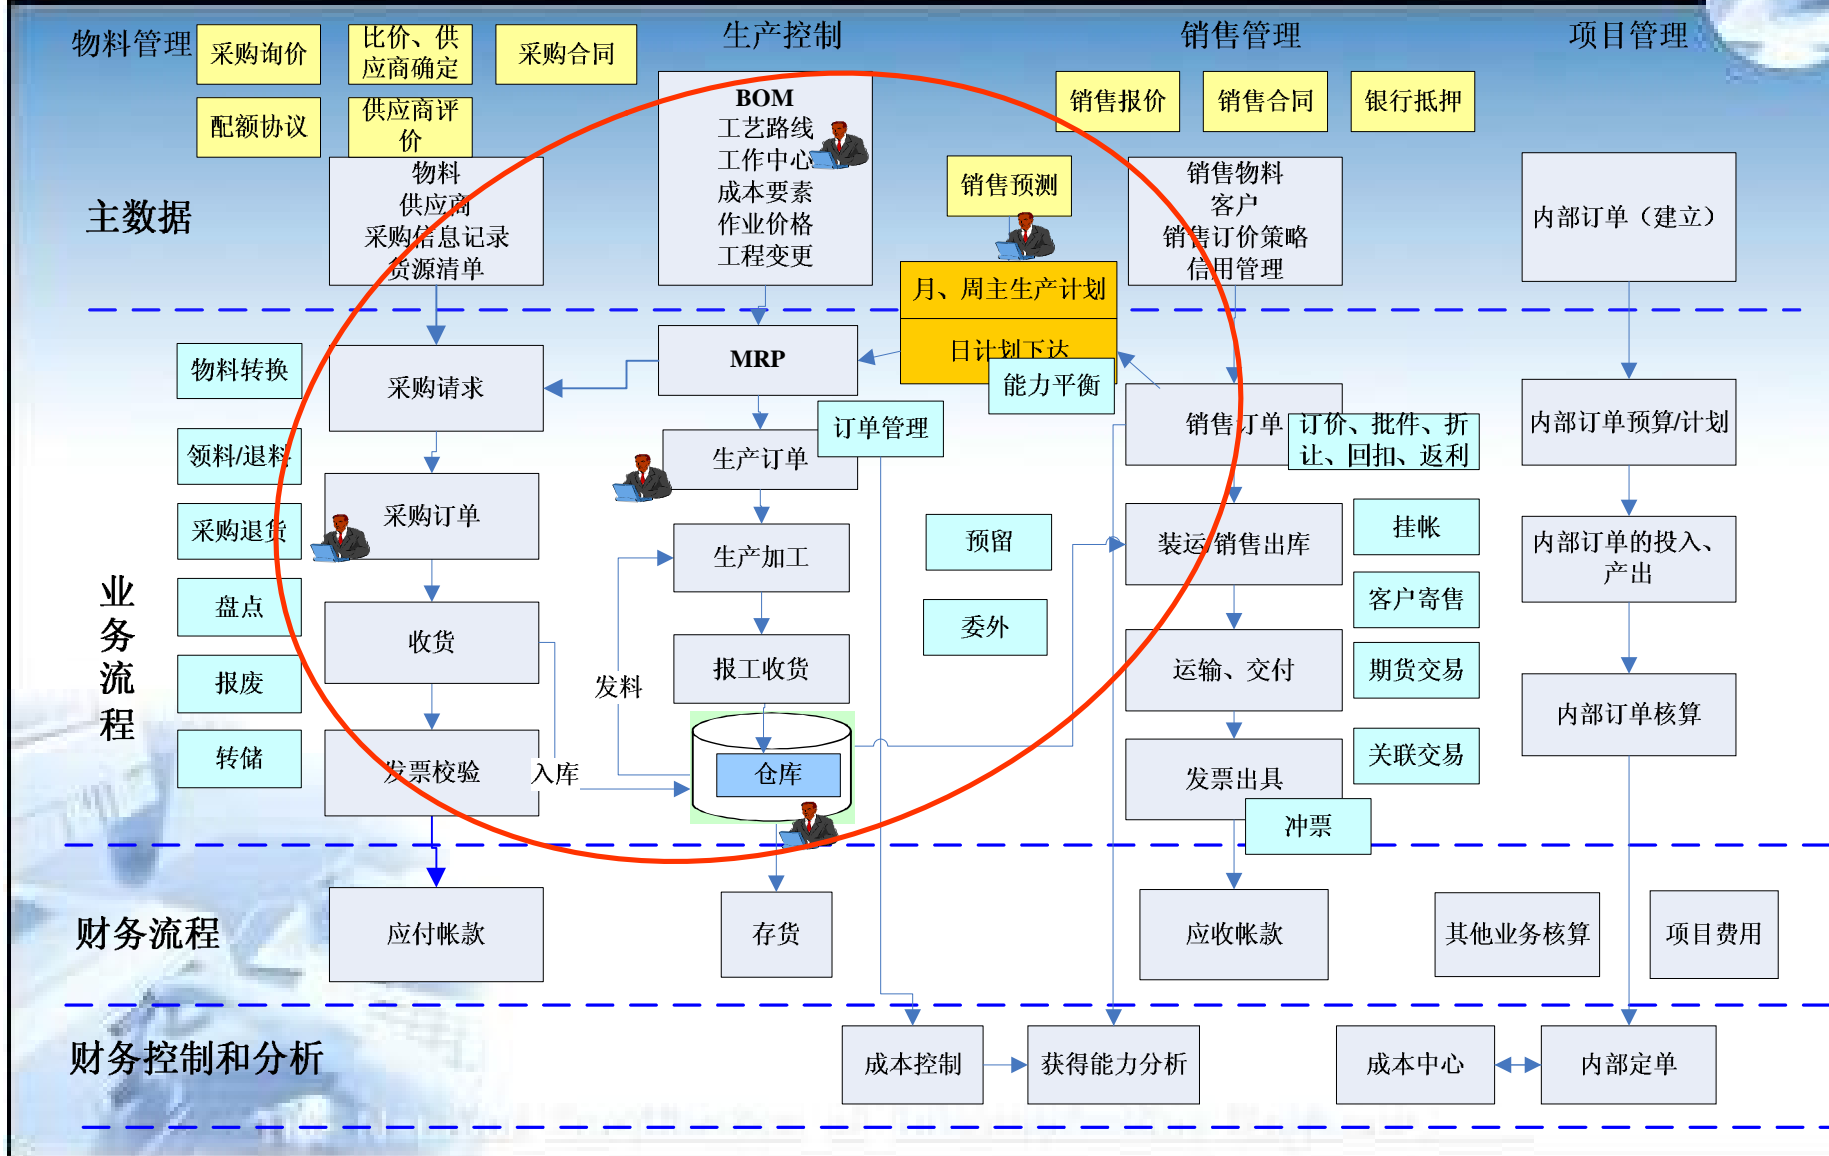 物料管理
采购询价
比价、供
应商确定
采购合同
生产控制
销售管理
项目管理
配额协议
供应商评
价
销售报价
销售合同
银行抵押
主数据
物料
供应商
采购信息记录
货源清单
BOM
工艺路线
工作中心
成本要素
作业价格
工程变更
销售预测
月、周主生产计划
日计划下达
能力平衡
销售物料
客户
销售订价策略
信用管理
内部订单（建立）
业
务
流
程
物料转换
领料/退料
采购退货
盘点
报废
转储
采购请求
采购订单
收货
发票校验
入库
发料
MRP
订单管理
生产订单
生产加工
报工收货
仓库
预留
委外
销售订单
订价、批件、折
让、回扣、返利
装运/销售出库
运输、交付
发票出具
冲票
挂帐
客户寄售
期货交易
关联交易
内部订单预算/计划
内部订单的投入、
产出
内部订单核算
财务流程
应付帐款
存货
应收帐款
其他业务核算
项目费用
财务控制和分析
成本控制
获得能力分析
成本中心
内部定单